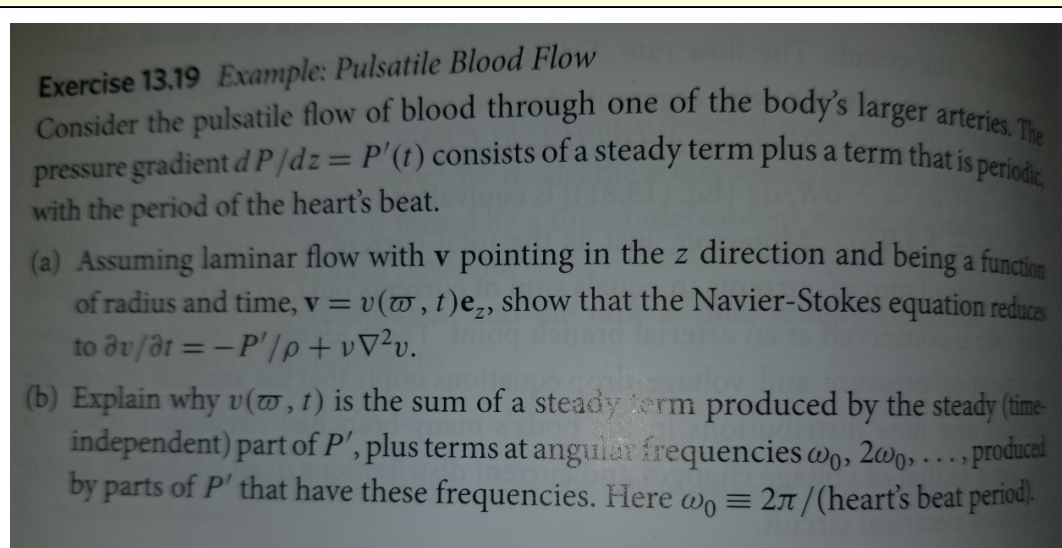 Exercise 13.19 Example: Pulsatile Blood Flow
Consider the pulsatile flow of blood through one of the body's larger arteries. The
pressure gradient dP/dz = P′(t) consists of a steady term plus a term that is periodic,
with the period of the heart's beat.
(a) Assuming laminar flow with v pointing in the z direction and being a function
of radius and time, v = v(ϖ, t)e_z, show that the Navier-Stokes equation reduces
to ∂v/∂t = −P′/ρ + ν∇²v.
(b) Explain why v(ϖ, t) is the sum of a steady term produced by the steady (time-
independent) part of P′, plus terms at angular frequencies ω₀, 2ω₀, . . . , produced
by parts of P′ that have these frequencies. Here ω₀ ≡ 2π/(heart's beat period).